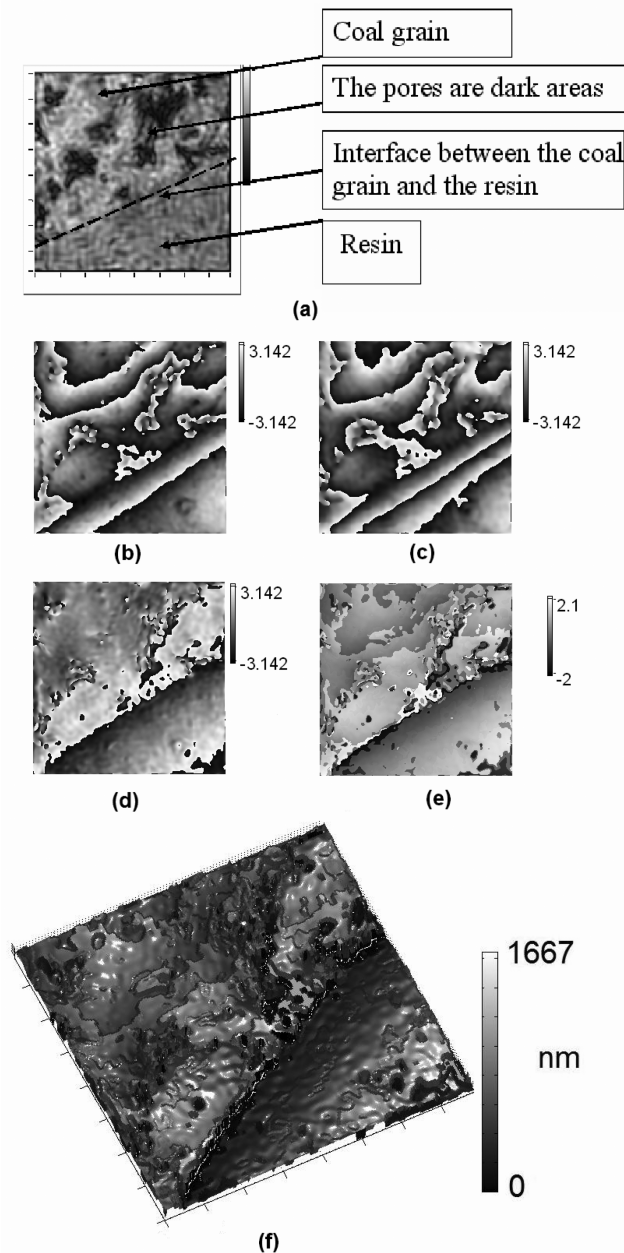 Coal grain
The pores are dark areas
Interface between the coal
grain and the resin
Resin
(a)
3.142
-3.142
(b)
3.142
-3.142
(c)
3.142
-3.142
(d)
2.1
-2
(e)
1667
nm
0
(f)